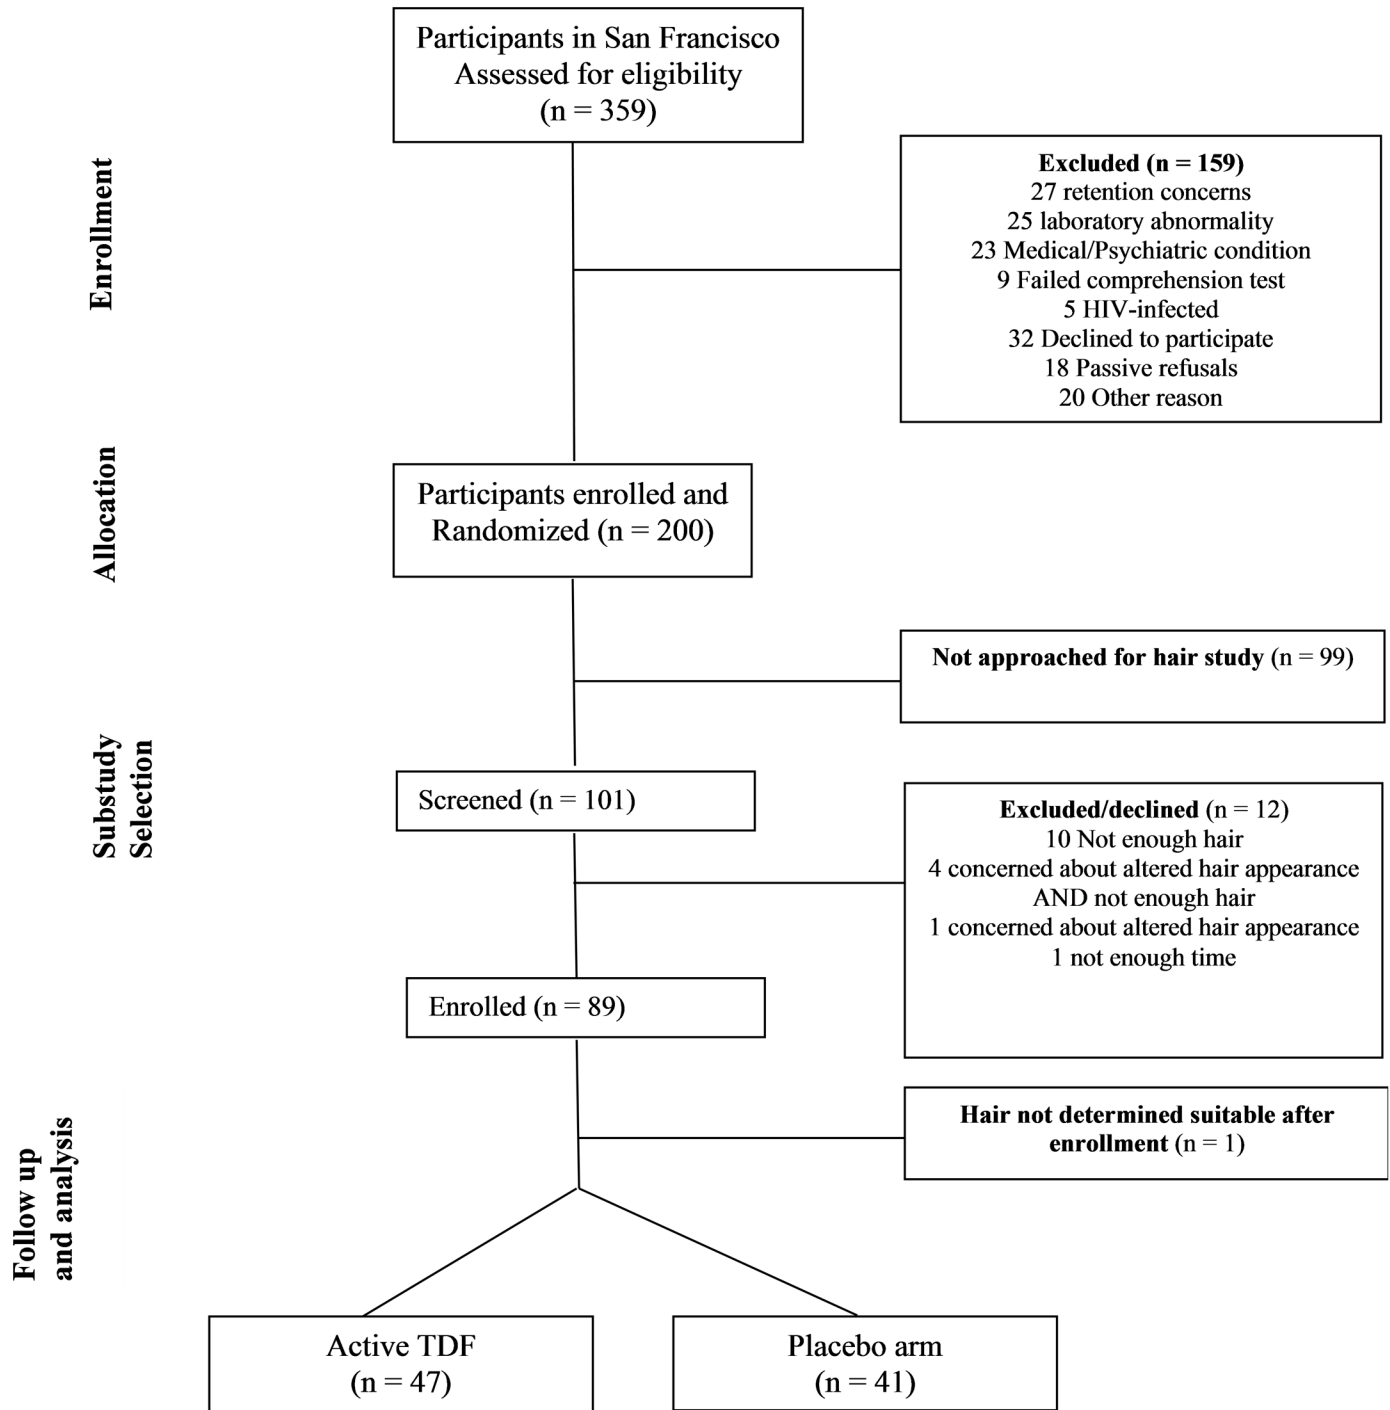 Participants in San Francisco
Assessed for eligibility
(n = 359)
Enrollment
Excluded (n = 159)
27 retention concerns
25 laboratory abnormality
23 Medical/Psychiatric condition
9 Failed comprehension test
5 HIV-infected
32 Declined to participate
18 Passive refusals
20 Other reason
Allocation
Participants enrolled and
Randomized (n = 200)
Not approached for hair study (n = 99)
Substudy
Selection
Screened (n = 101)
Excluded/declined (n = 12)
10 Not enough hair
4 concerned about altered hair appearance
AND not enough hair
1 concerned about altered hair appearance
1 not enough time
Enrolled (n = 89)
Hair not determined suitable after
enrollment (n = 1)
Follow up
and analysis
Active TDF
(n = 47)
Placebo arm
(n = 41)